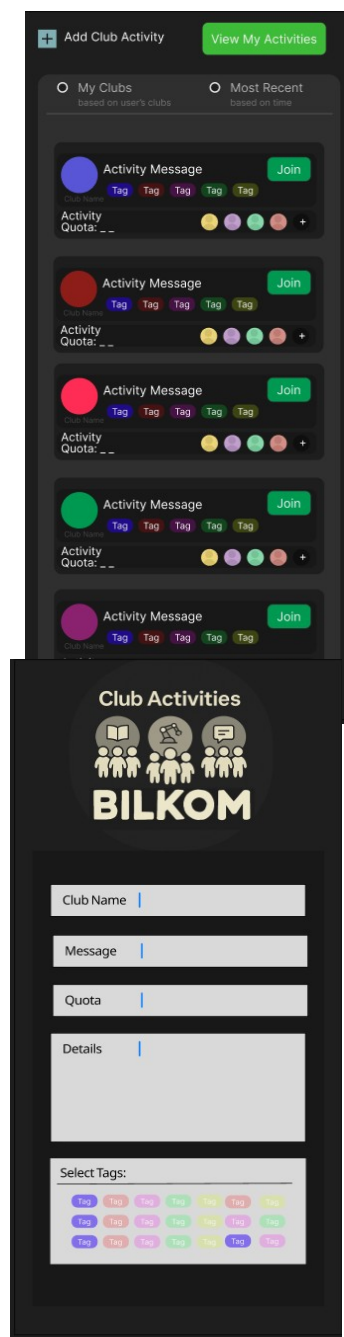 + Add Club Activity
View My Activities
My Clubs
based on user's clubs
Most Recent
based on time
Activity Message
Join
Tag Tag Tag Tag Tag
Club Name
Activity
Quota: _ _
+
Activity Message
Join
Tag Tag Tag Tag Tag
Club Name
Activity
Quota: _ _
+
Activity Message
Join
Tag Tag Tag Tag Tag
Club Name
Activity
Quota: _ _
+
Activity Message
Join
Tag Tag Tag Tag Tag
Club Name
Activity
Quota: _ _
+
Activity Message
Join
Tag Tag Tag Tag Tag
Club Name
Club Activities
BILKOM
Club Name
Message
Quota
Details
Select Tags:
Tag Tag Tag Tag Tag Tag Tag
Tag Tag Tag Tag Tag Tag Tag
Tag Tag Tag Tag Tag Tag Tag